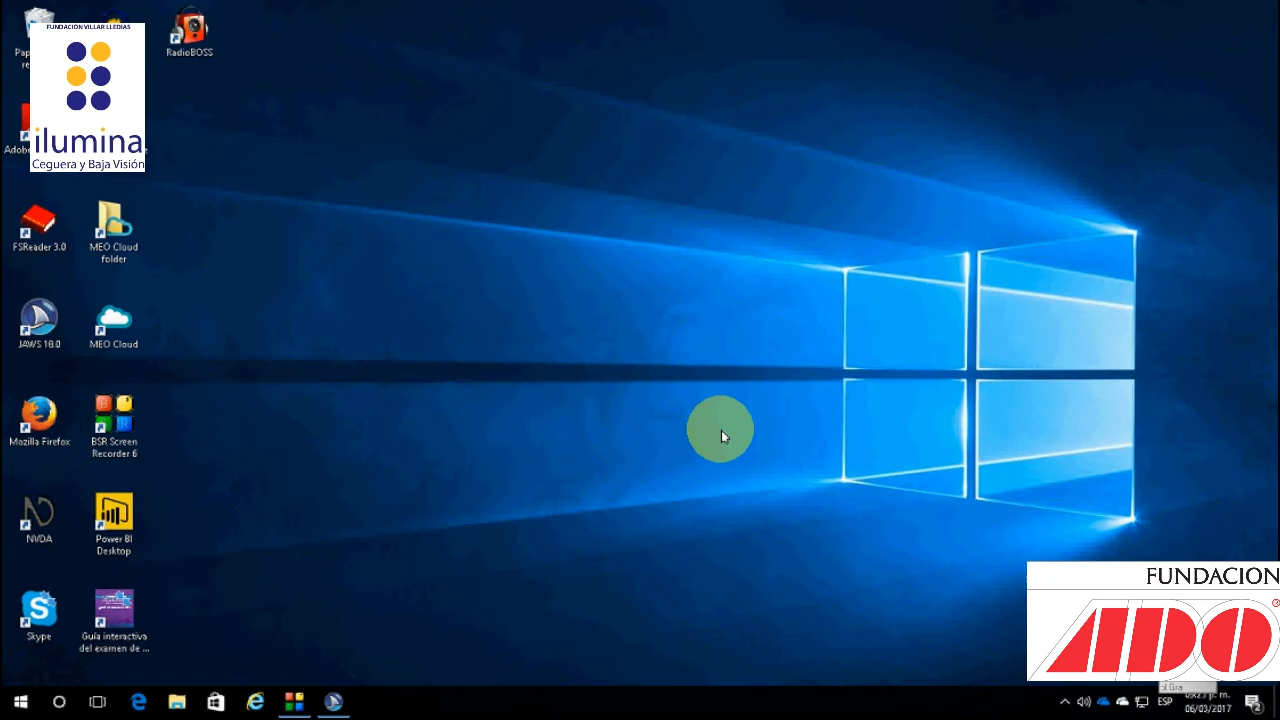 FUNDACIÓN VILLAR LLEDIAS
ilumina
Ceguera y Baja Visión
RadioBOSS
FSReader 3.0
MEO Cloud
folder
JAWS 18.0
MEO Cloud
Mozilla Firefox
BSR Screen
Recorder 6
NVDA
Power BI
Desktop
Skype
Guía interactiva
del examen de ...
FUNDACION
ADO®
ESP
06/03/2017
2